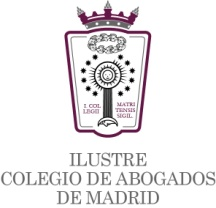 I. COL
LEGII
MATRI
TENSIS
SIGIL.
ILUSTRE
COLEGIO DE ABOGADOS
DE MADRID